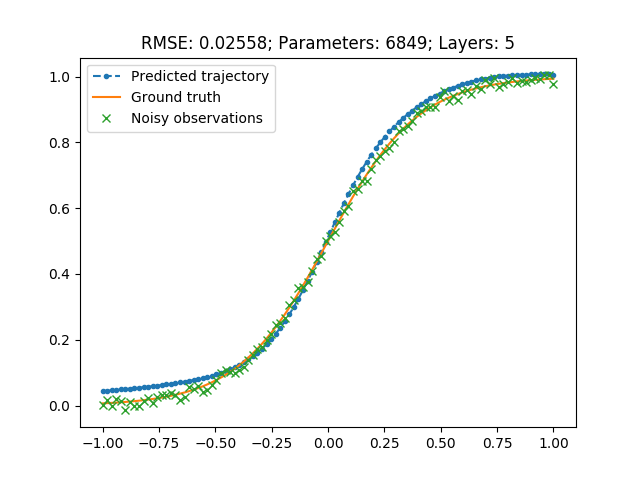 RMSE: 0.02558; Parameters: 6849; Layers: 5
Predicted trajectory
Ground truth
Noisy observations
1.0
0.8
0.6
0.4
0.2
0.0
−1.00 −0.75 −0.50 −0.25 0.00 0.25 0.50 0.75 1.00